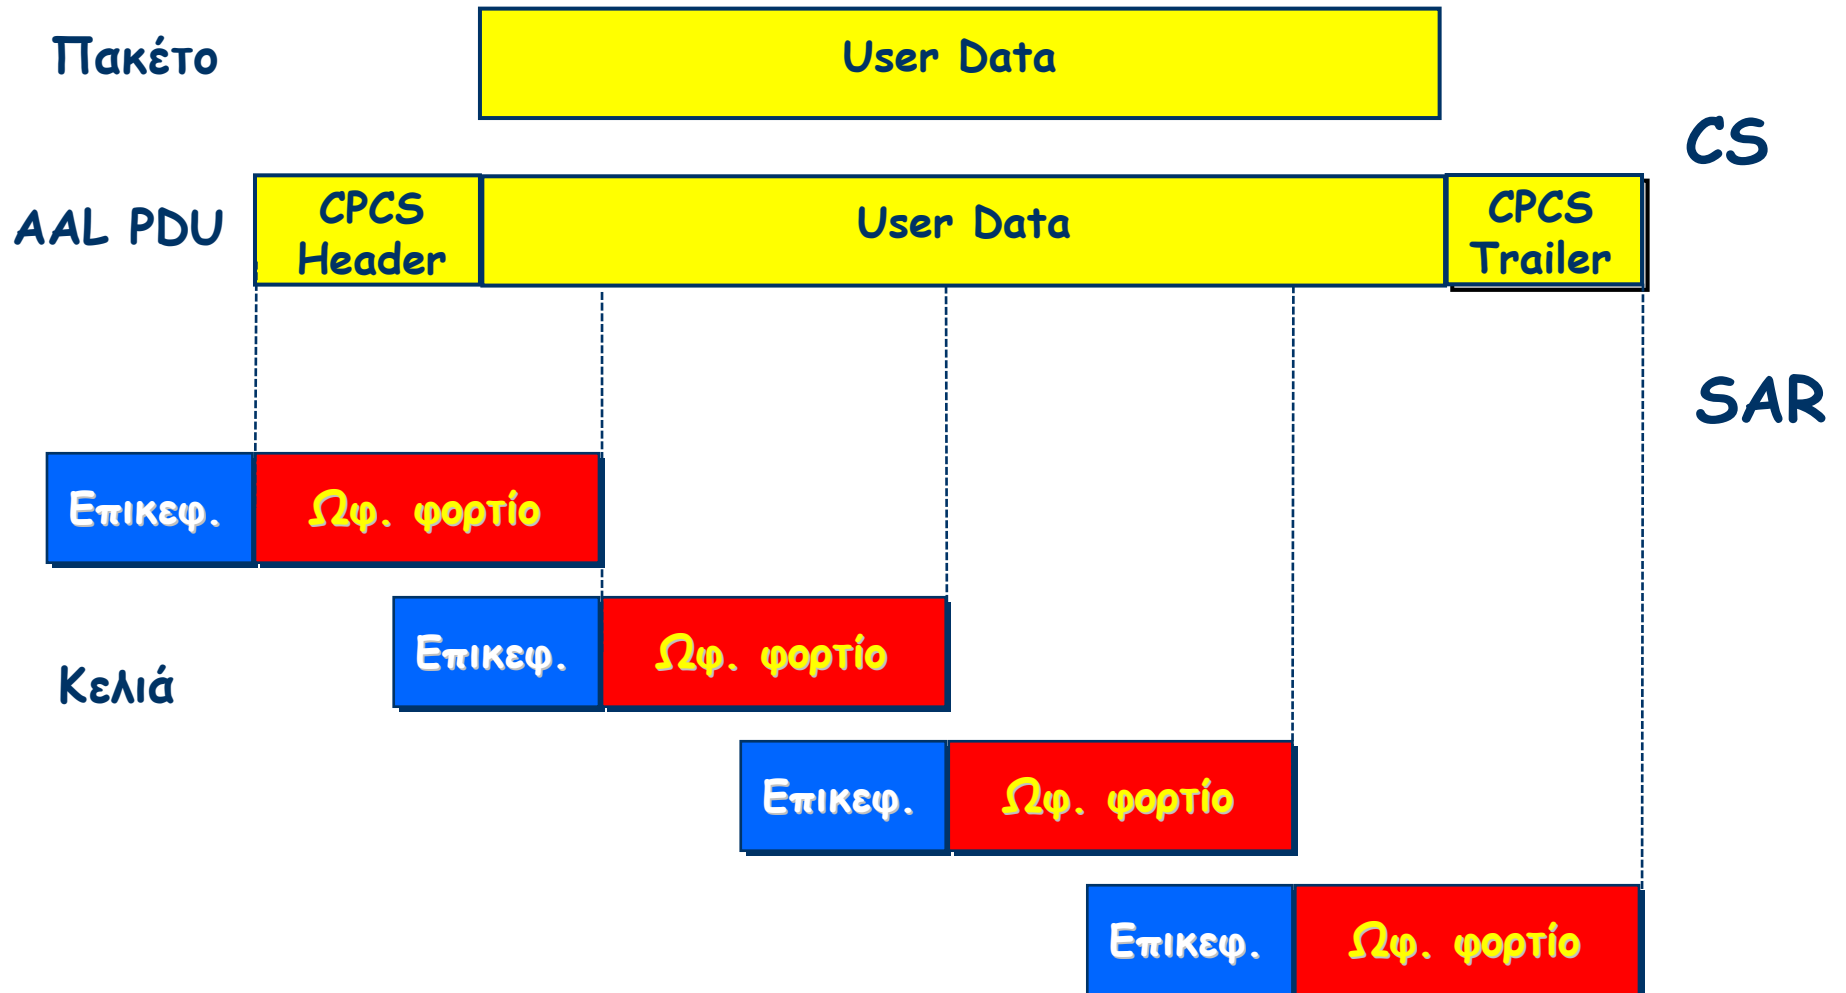 Πακέτο
User Data
CS
AAL PDU
CPCS
Header
User Data
CPCS
Trailer
SAR
Επικεφ.
Ωφ. φορτίο
Επικεφ.
Ωφ. φορτίο
Κελιά
Επικεφ.
Ωφ. φορτίο
Επικεφ.
Ωφ. φορτίο